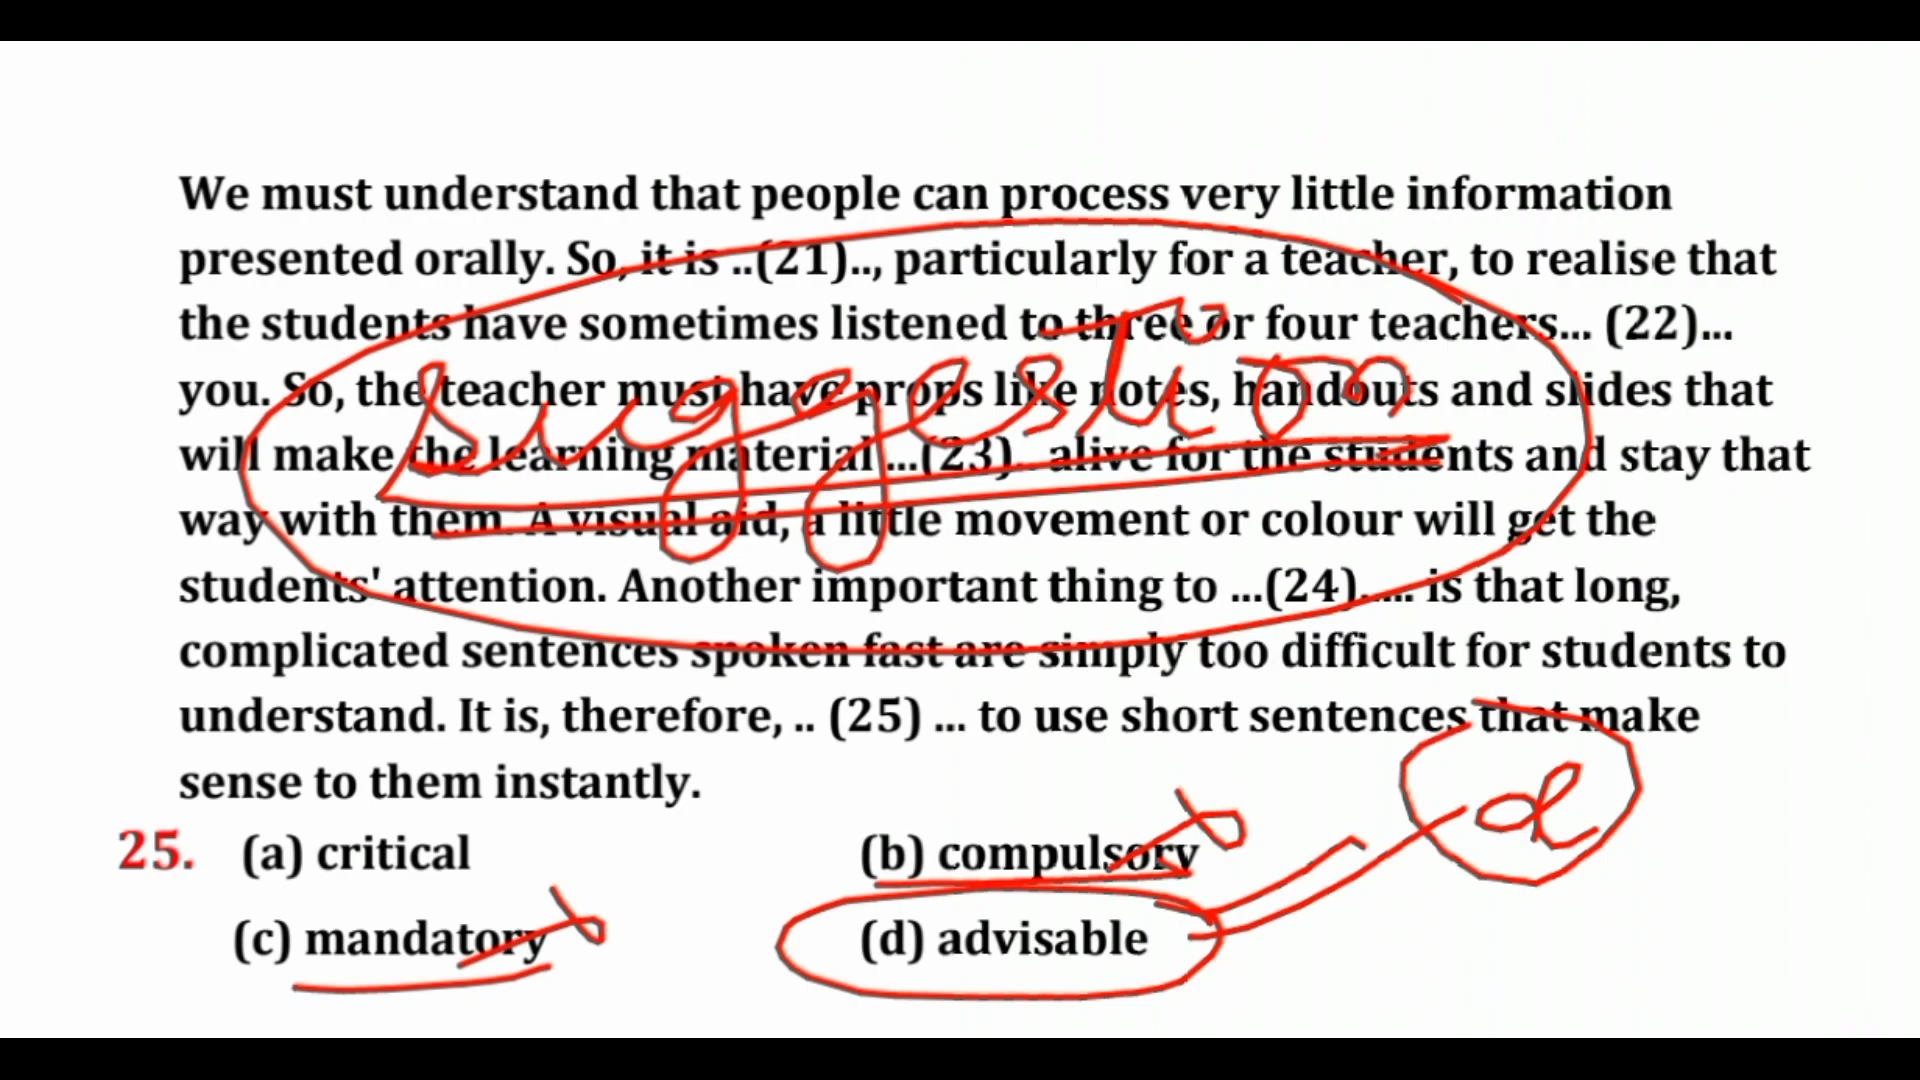 We must understand that people can process very little information
presented orally. So, it is ..(21).., particularly for a teacher, to realise that
the students have sometimes listened to three or four teachers... (22)...
you. So, the teacher must have props like notes, handouts and slides that
Suggestion
will make the learning material ...(23).. alive for the students and stay that
way with them. A visual aid, a little movement or colour will get the
students' attention. Another important thing to ...(24)..... is that long,
complicated sentences spoken fast are simply too difficult for students to
understand. It is, therefore, .. (25) ... to use short sentences that make
sense to them instantly.
d
25. (a) critical (b) compulsory
(c) mandatory (d) advisable